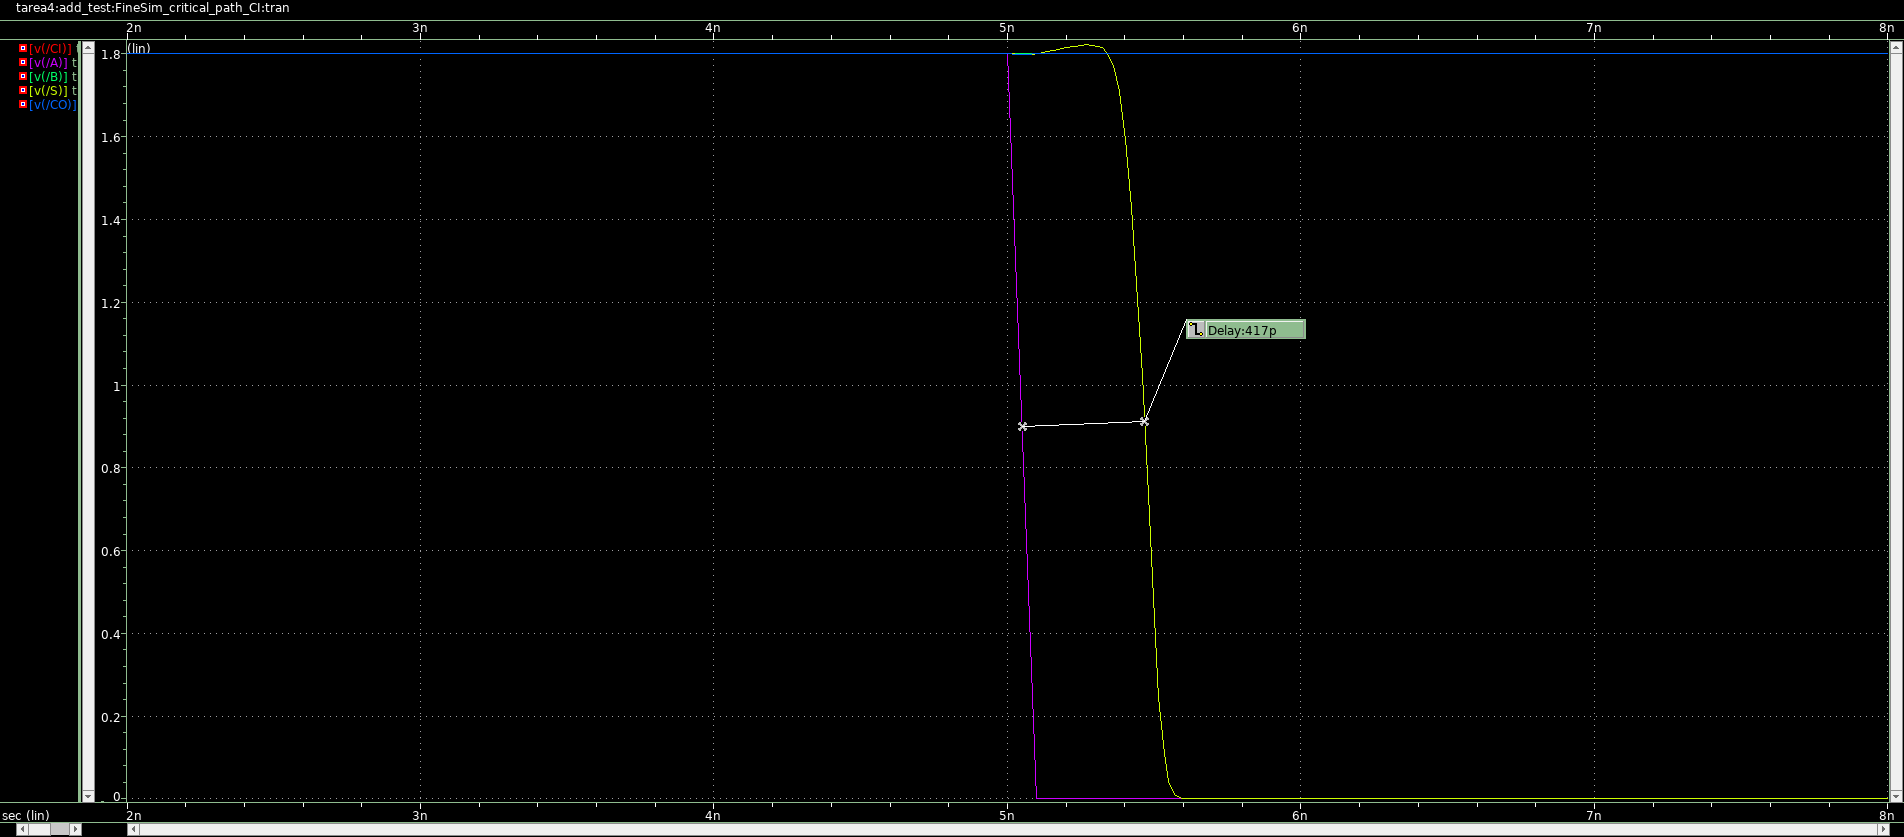 tarea4:add_test:FineSim_critical_path_CI:tran
2n 3n 4n 5n 6n 7n 8n
[v(/CI)] t
[v(/A)] t
[v(/B)] t
[v(/S)] t
[v(/CO)]
(lin)
1.8
1.6
1.4
1.2
Delay:417p
1
0.8
0.6
0.4
0.2
0
sec (lin) 2n 3n 4n 5n 6n 7n 8n